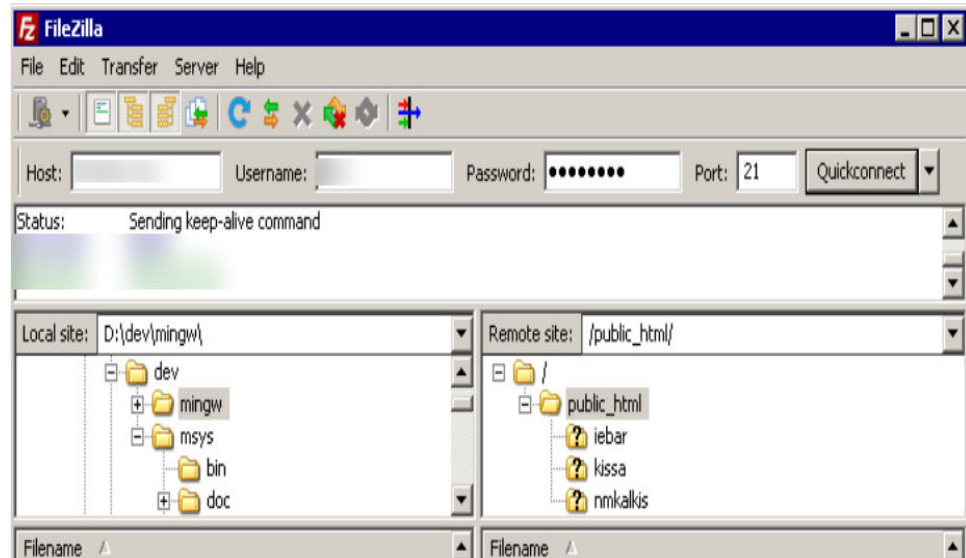 FileZilla
File Edit Transfer Server Help
Host: Username: Password: •••••••• Port: 21 Quickconnect
Status: Sending keep-alive command
Local site: D:\dev\mingw\
Remote site: /public_html/
dev
mingw
msys
bin
doc
/
public_html
iebar
kissa
nmkalkis
Filename
Filename